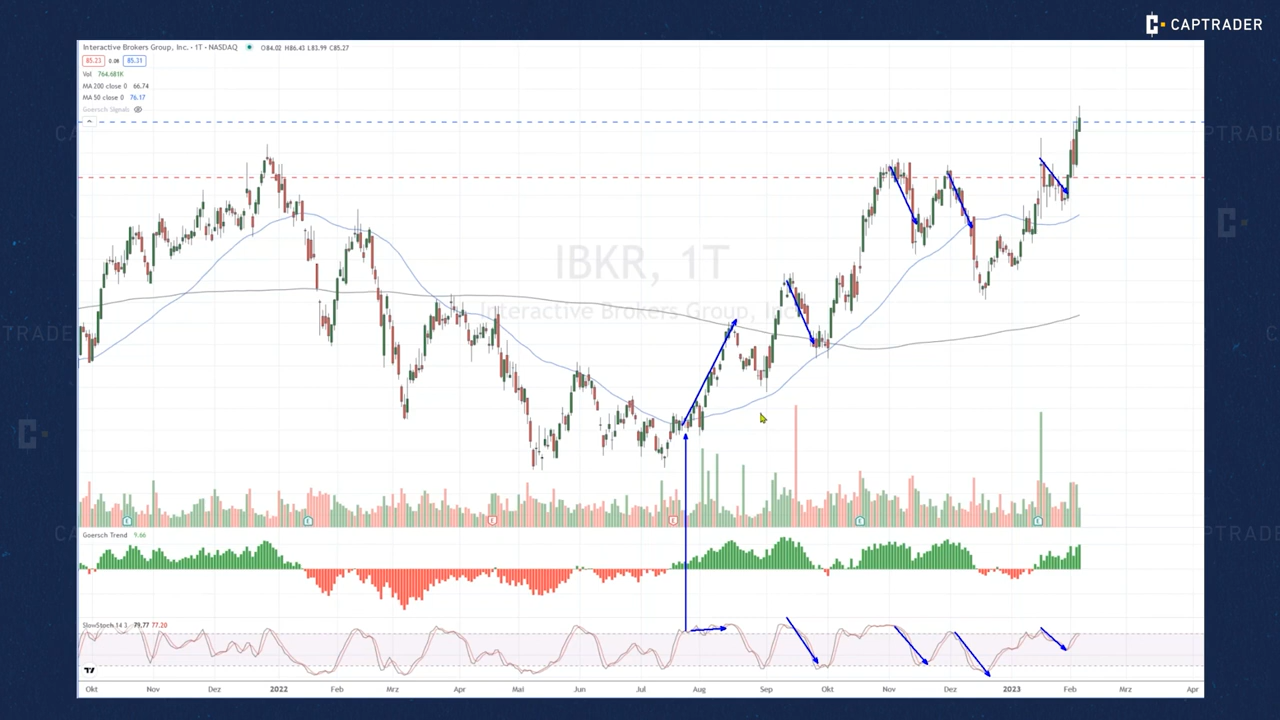 CAPTRADER
Interactive Brokers Group, Inc. · 1T · NASDAQ O84.02 H86.43 L83.99 C85.27
85.23 0.08 85.31
Vol 764.681K
MA 200 close 0 66.74
MA 50 close 0 76.17
Goersch Signals
IBKR, 1T
Interactive Brokers Group, Inc.
Goersch Trend 9.66
SlowStoch 14 3 79.77 77.20
Okt Nov Dez 2022 Feb Mrz Apr Mai Jun Jul Aug Sep Okt Nov Dez 2023 Feb Mrz Apr